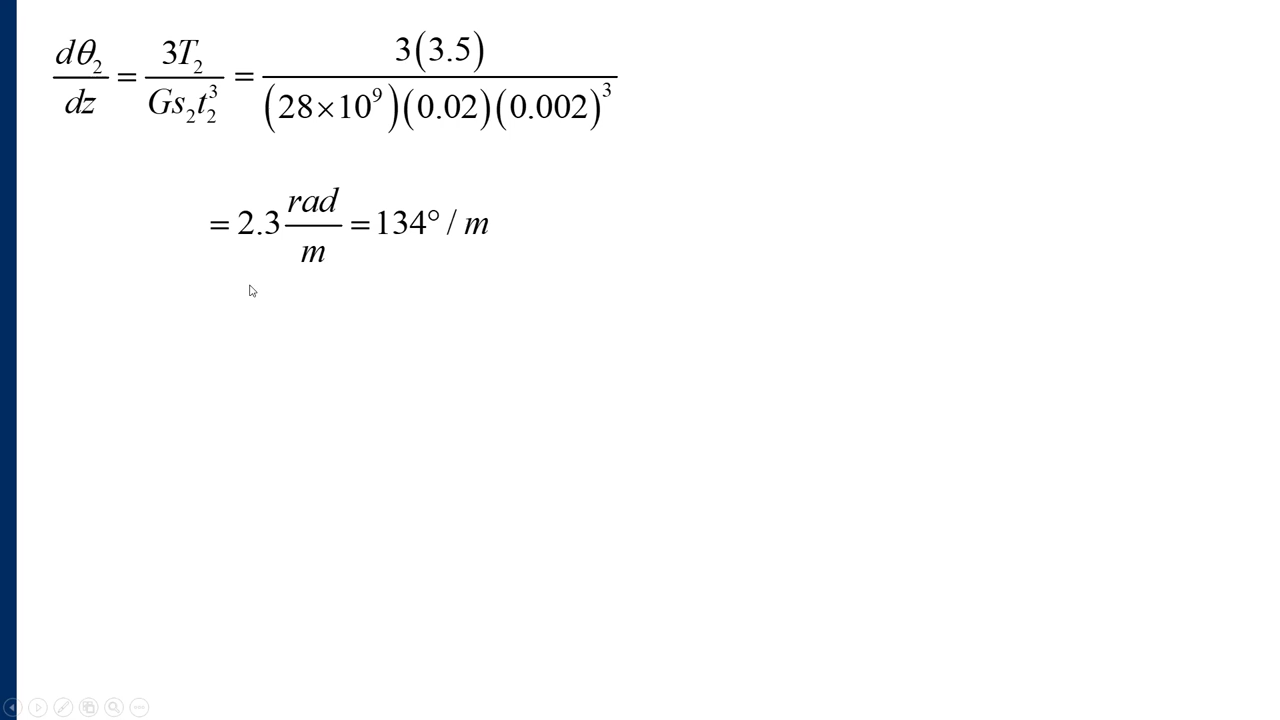 dθ₂/dz = 3T₂/Gs₂t₂³ = 3(3.5)/(28×10⁹)(0.02)(0.002)³
= 2.3 rad/m = 134° / m